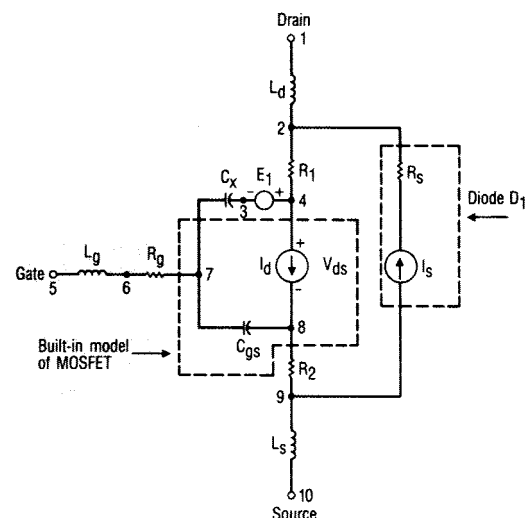 Drain
1
Ld
2
R1
Rs
Cx
E1
- +
3
4
Diode D1
Lg
Rg
+
Id
Vds
Is
Gate
5
6
7
-
8
Cgs
Built-in model
of MOSFET
R2
9
Ls
10
Source